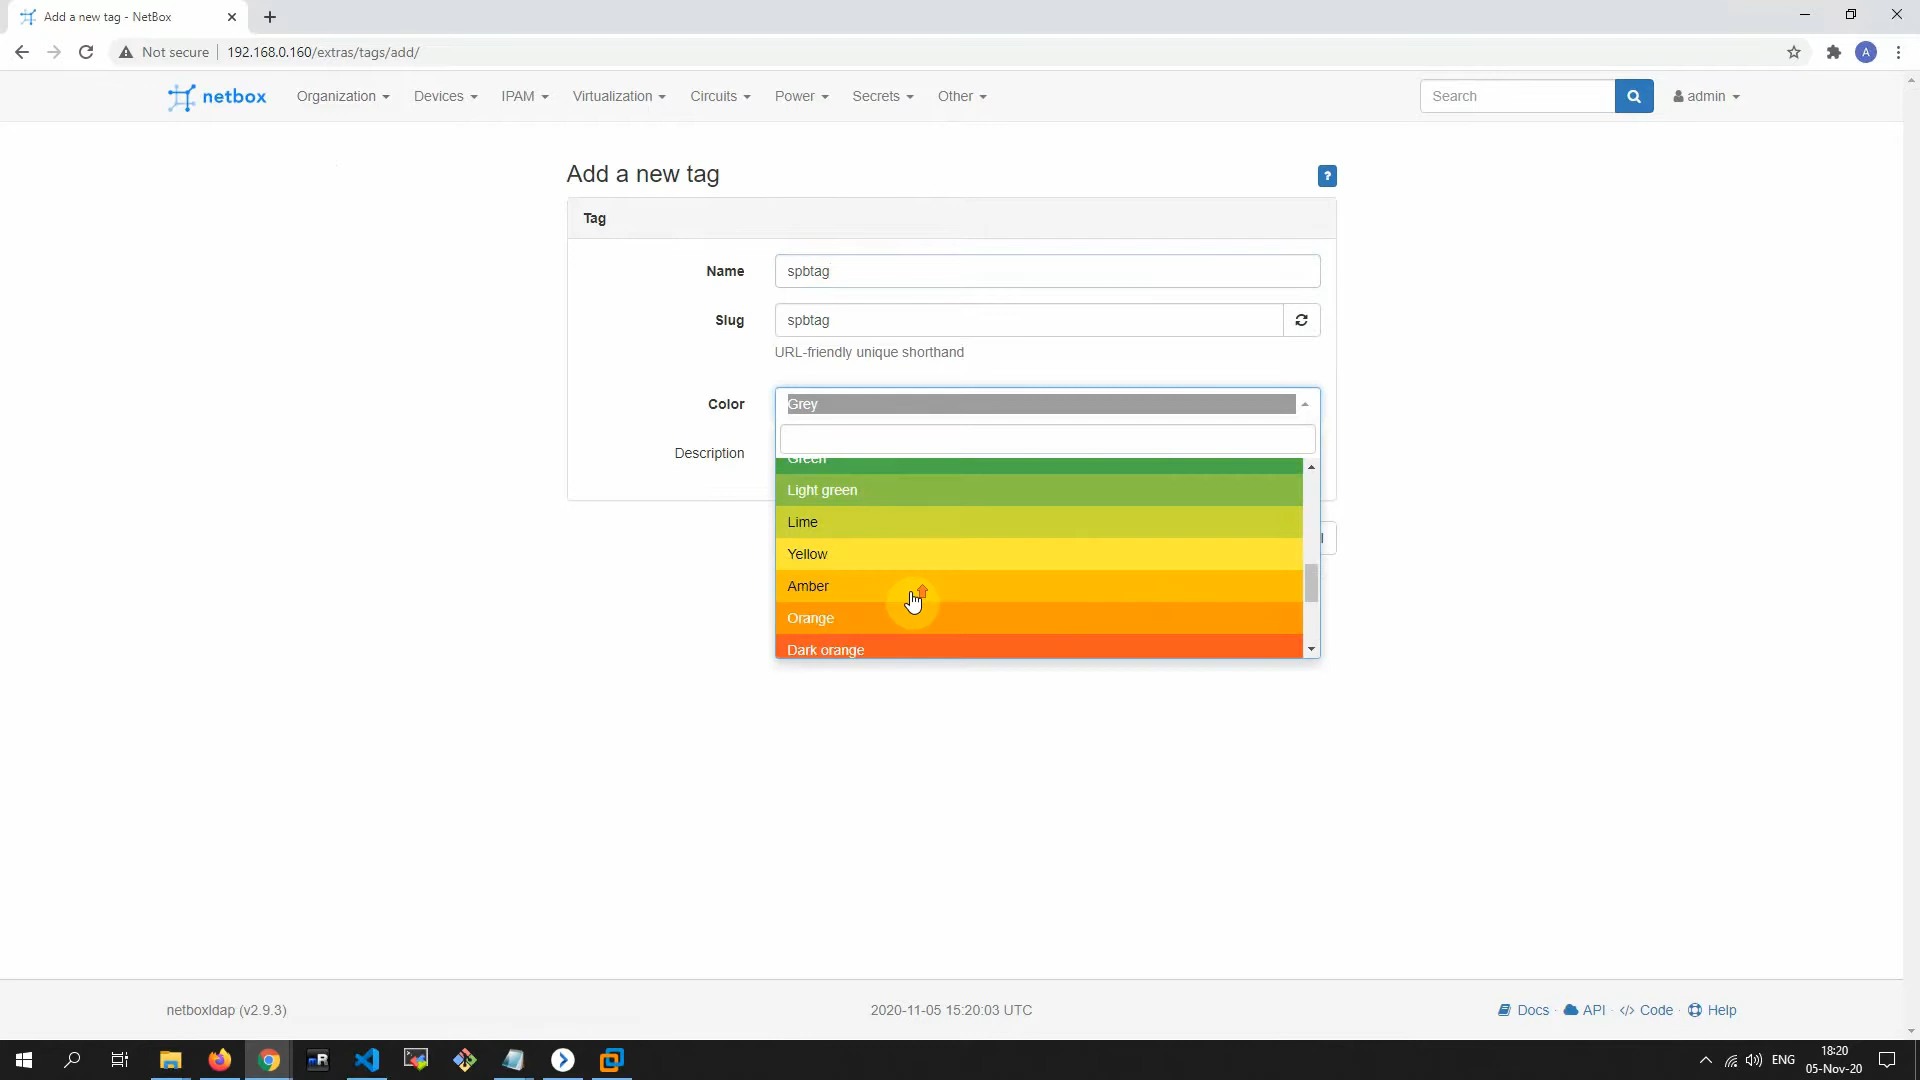 Add a new tag - NetBox
Not secure 192.168.0.160/extras/tags/add/ A
netbox Organization Devices IPAM Virtualization Circuits Power Secrets Other Search admin
Add a new tag ?
Tag
Name spbtag
Slug spbtag
URL-friendly unique shorthand
Color Grey
Description
Green
Light green
Lime
Yellow
Amber
Orange
Dark orange
netboxldap (v2.9.3) 2020-11-05 15:20:03 UTC Docs · API · </> Code · Help
ENG 18:20
05-Nov-20